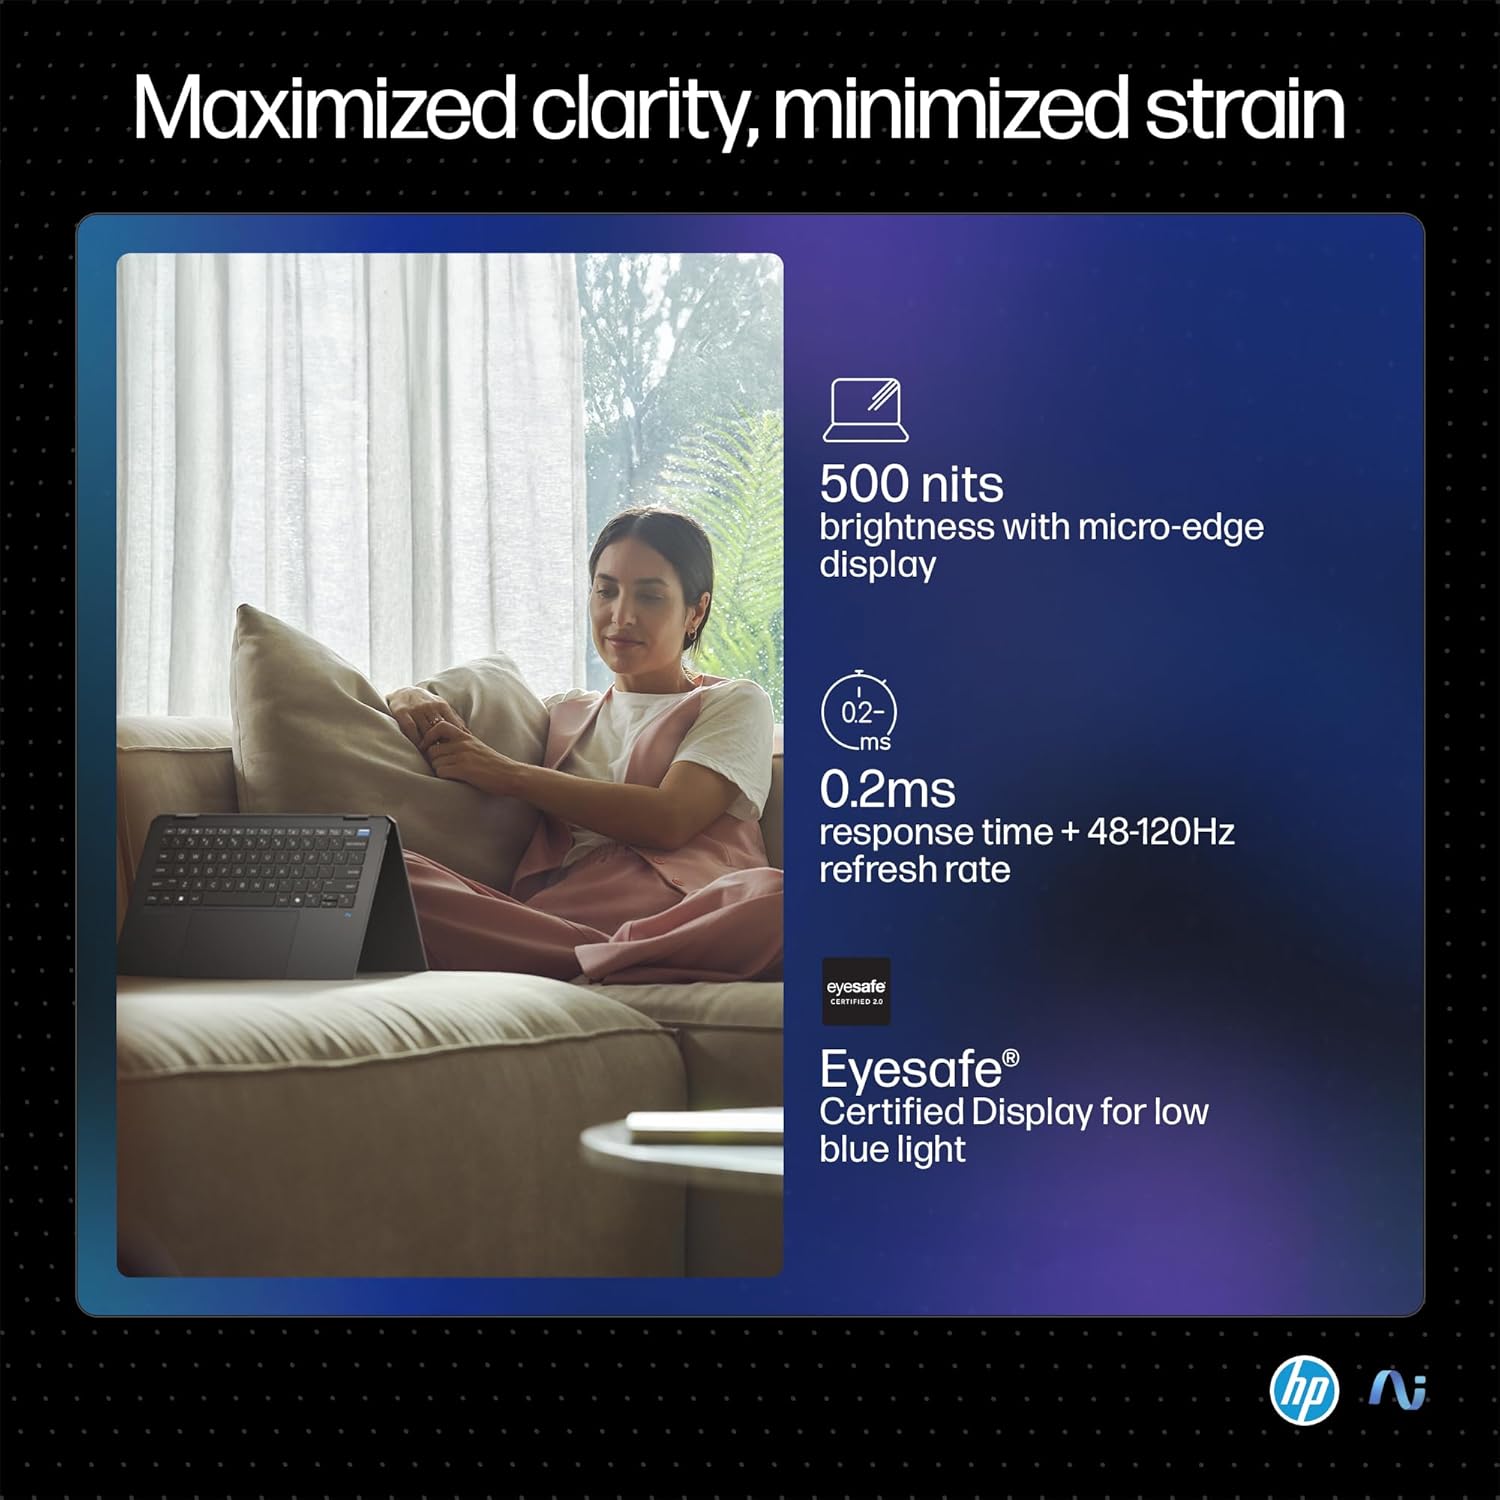 Maximized clarity, minimized strain
500 nits
brightness with micro-edge
display
0.2-
ms
0.2ms
response time + 48-120Hz
refresh rate
eyesafe
CERTIFIED 2.0
Eyesafe®
Certified Display for low
blue light
hp